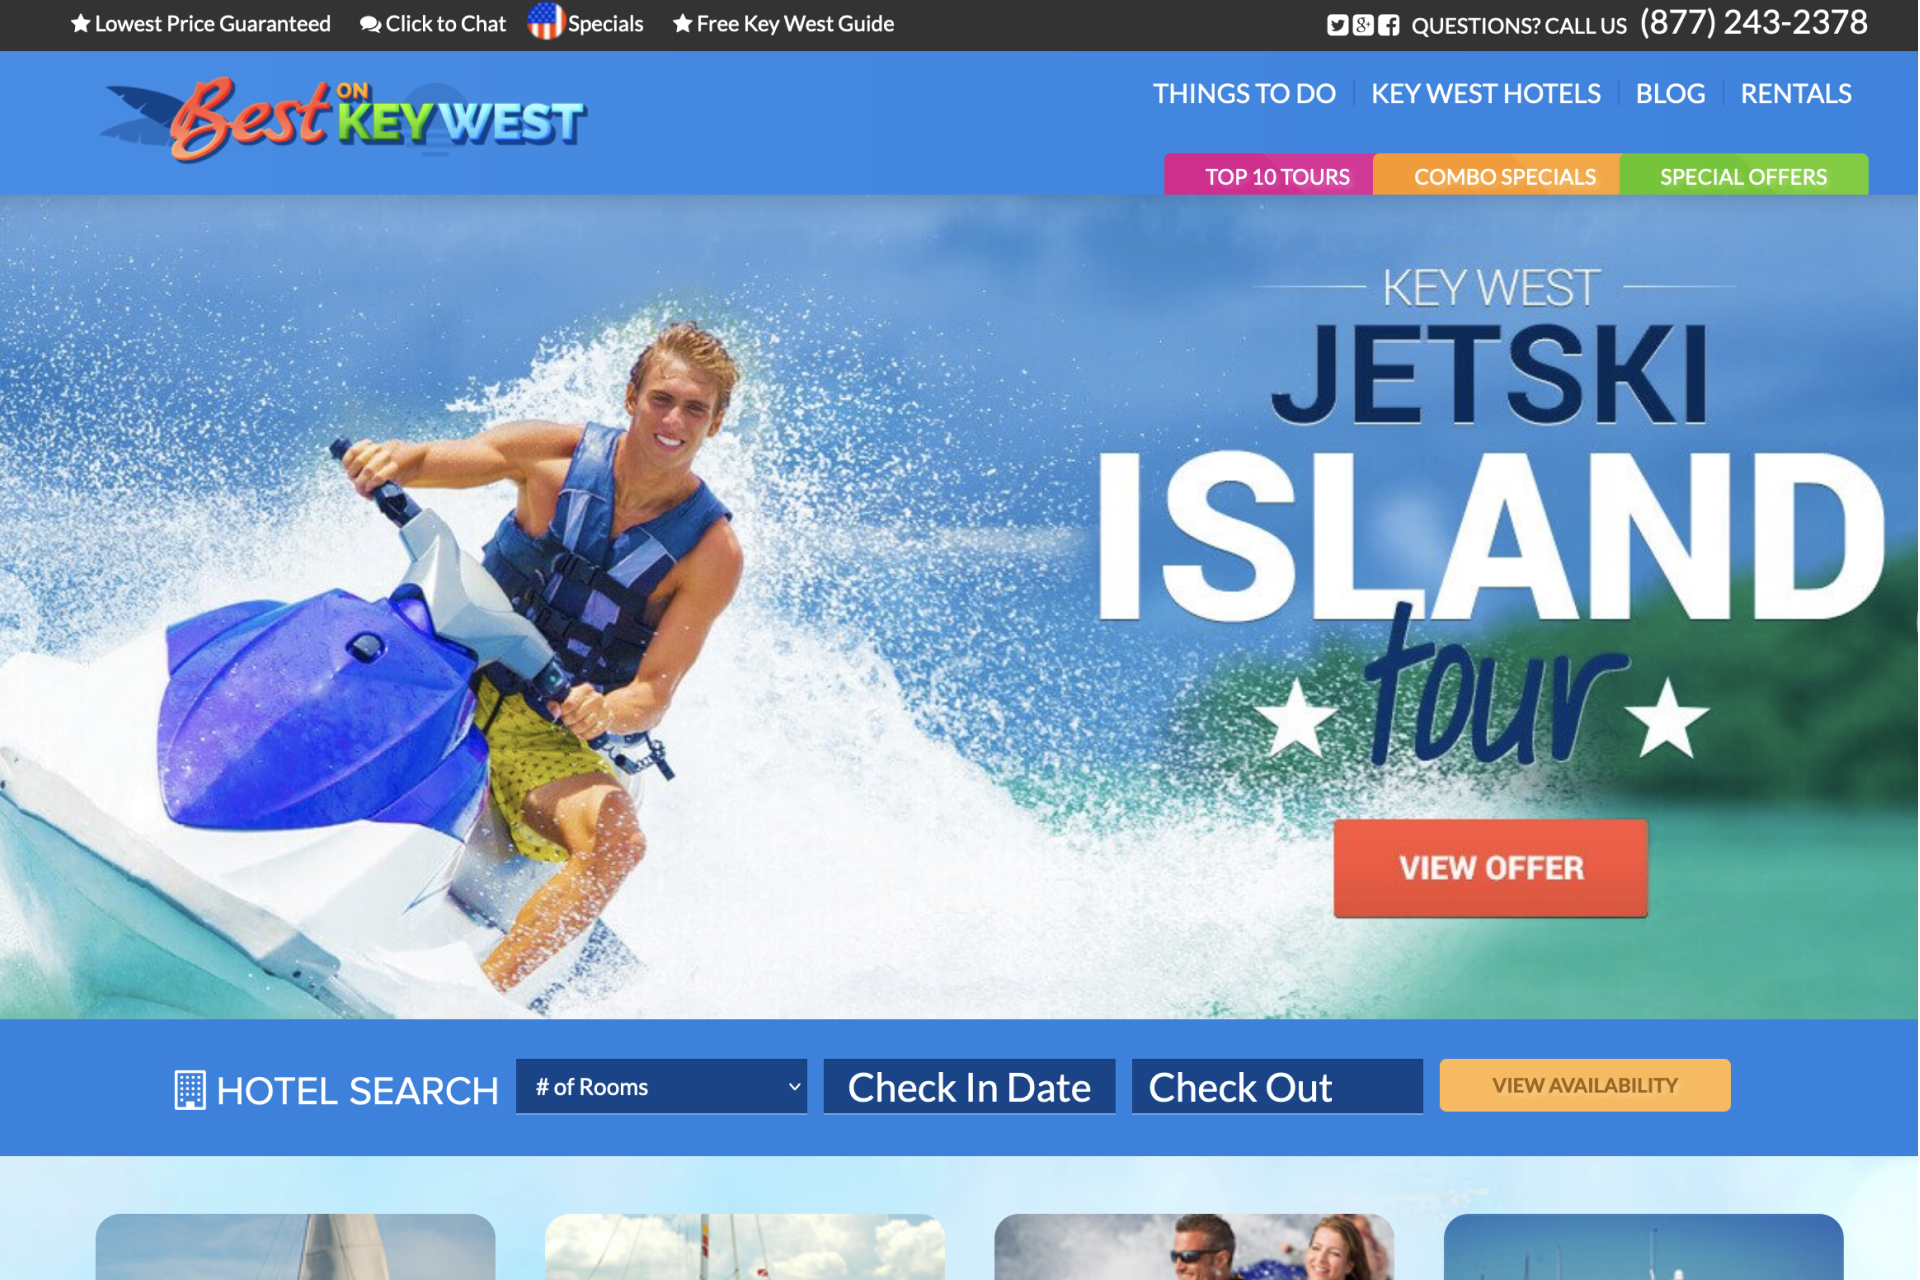 Lowest Price Guaranteed
Click to Chat
Specials
Free Key West Guide
QUESTIONS? CALL US (877) 243-2378
Best ON KEY WEST
THINGS TO DO
KEY WEST HOTELS
BLOG
RENTALS
TOP 10 TOURS
COMBO SPECIALS
SPECIAL OFFERS
KEY WEST
JETSKI
ISLAND
tour
VIEW OFFER
HOTEL SEARCH
# of Rooms
Check In Date
Check Out
VIEW AVAILABILITY